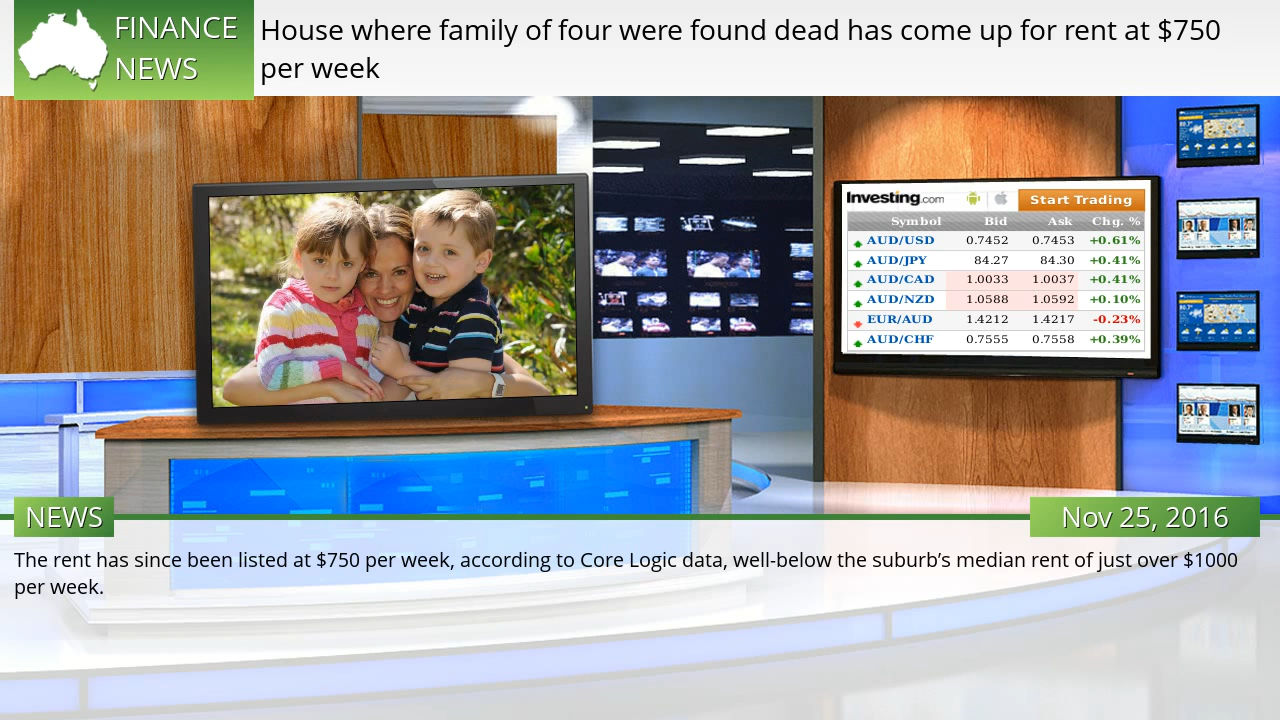 FINANCE
NEWS
House where family of four were found dead has come up for rent at $750
per week
Investing.com
Start Trading
Symbol Bid Ask Chg. %
AUD/USD 0.7452 0.7453 +0.61%
AUD/JPY 84.27 84.30 +0.41%
AUD/CAD 1.0033 1.0037 +0.41%
AUD/NZD 1.0588 1.0592 +0.10%
EUR/AUD 1.4212 1.4217 -0.23%
AUD/CHF 0.7555 0.7558 +0.39%
NEWS
Nov 25, 2016
The rent has since been listed at $750 per week, according to Core Logic data, well-below the suburb’s median rent of just over $1000
per week.